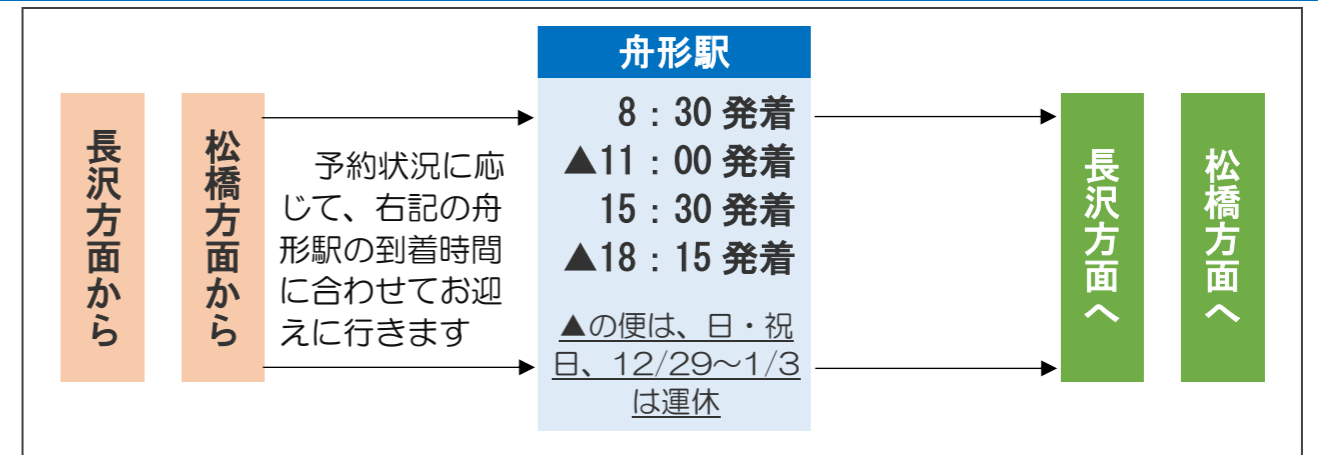 長沢方面から
松橋方面から
予約状況に応
じて、右記の舟
形駅の到着時間
に合わせてお迎
えに行きます
舟形駅
8：30 発着
▲11：00 発着
15：30 発着
▲18：15 発着
▲の便は、日・祝
日、12/29～1/3
は運休
長沢方面へ
松橋方面へ